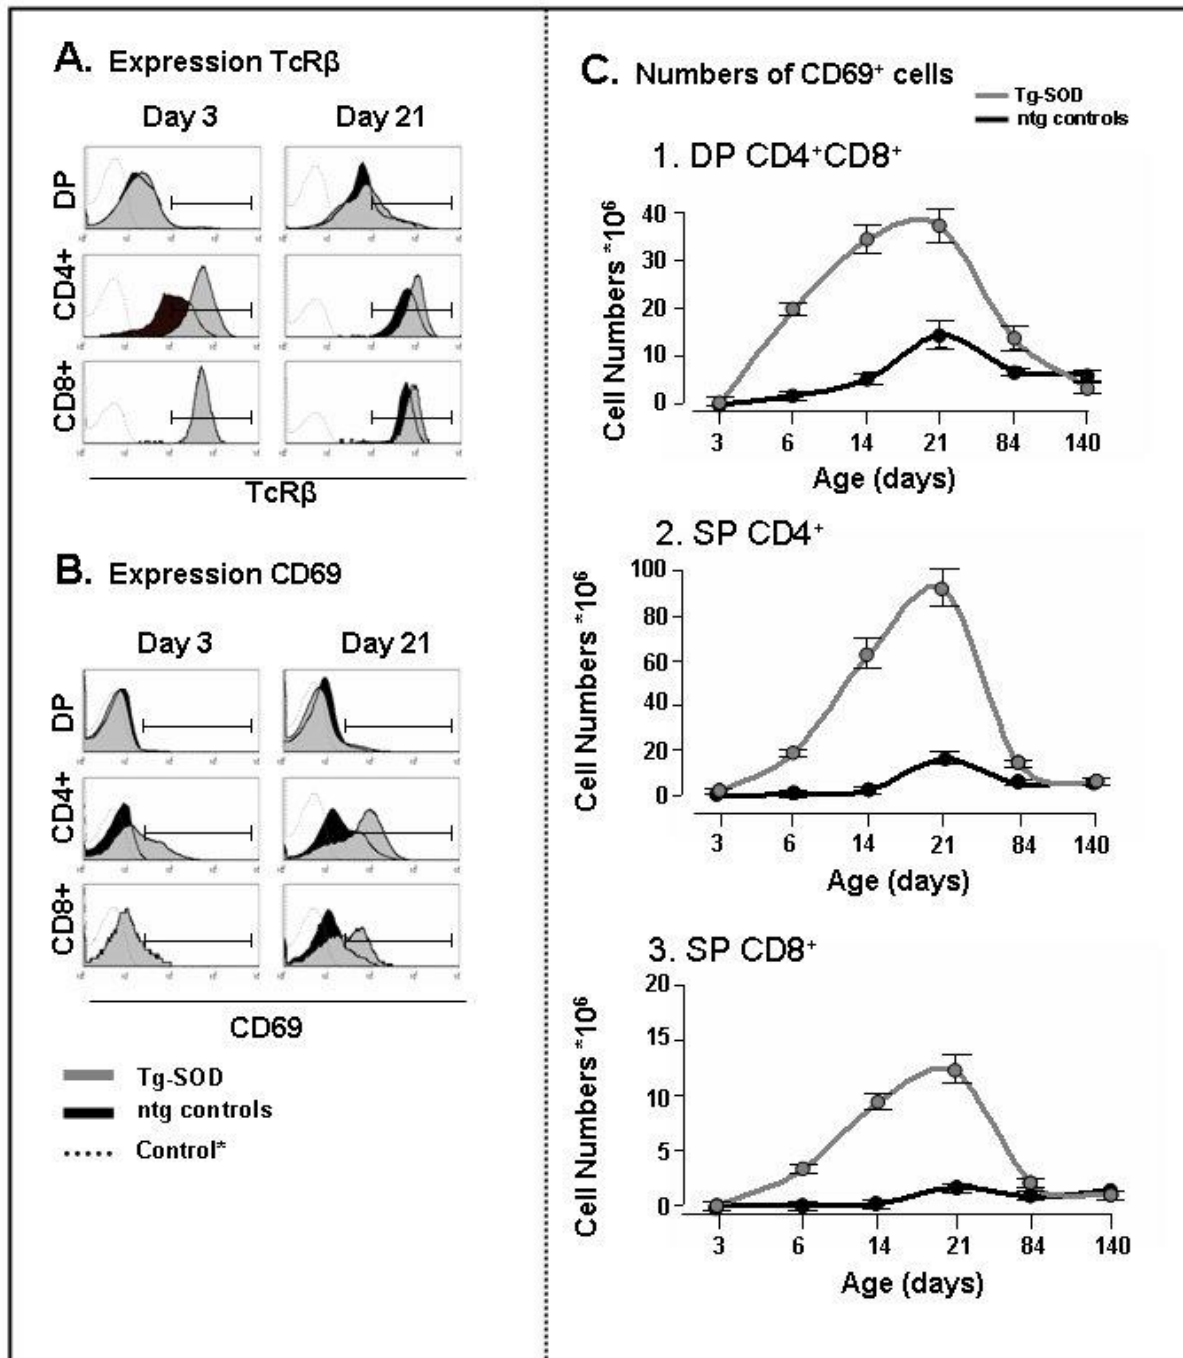 A. Expression TcRβ
Day 3 Day 21
DP
CD4+
CD8+
TcRβ
B. Expression CD69
Day 3 Day 21
DP
CD4+
CD8+
CD69
Tg-SOD
ntg controls
Control*
C. Numbers of CD69⁺ cells
Tg-SOD
ntg controls
1. DP CD4⁺CD8⁺
Cell Numbers *10⁶
40
30
20
10
0
3 6 14 21 84 140
Age (days)
2. SP CD4⁺
Cell Numbers *10⁶
100
80
60
40
20
0
3 6 14 21 84 140
Age (days)
3. SP CD8⁺
Cell Numbers *10⁶
20
15
10
5
0
3 6 14 21 84 140
Age (days)